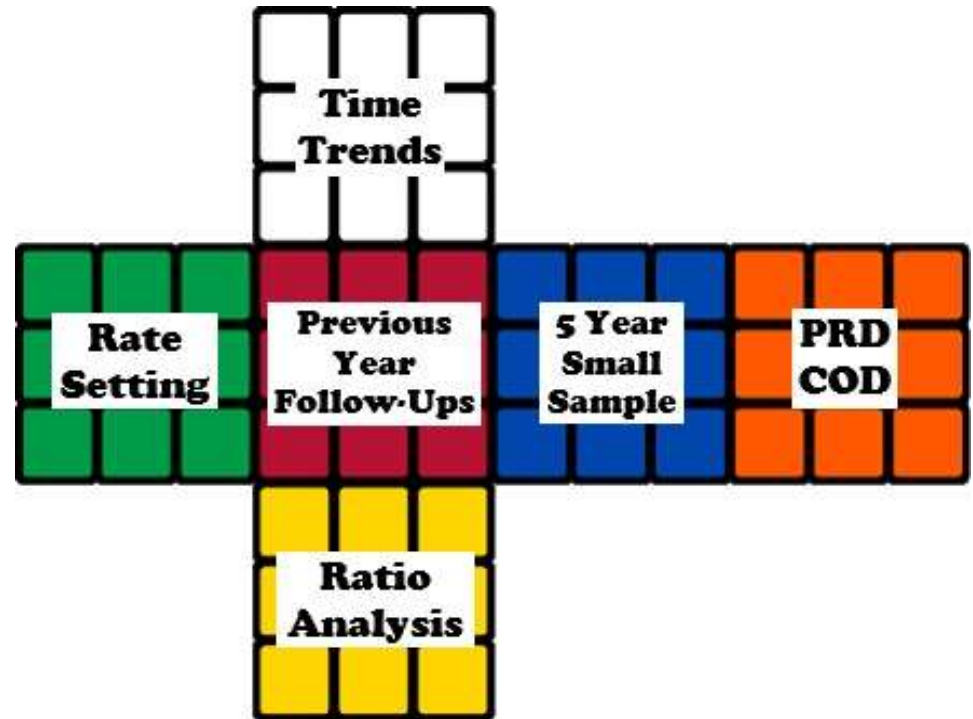 Time
Trends
Rate
Setting
Previous
Year
Follow-Ups
5 Year
Small
Sample
PRD
COD
Ratio
Analysis